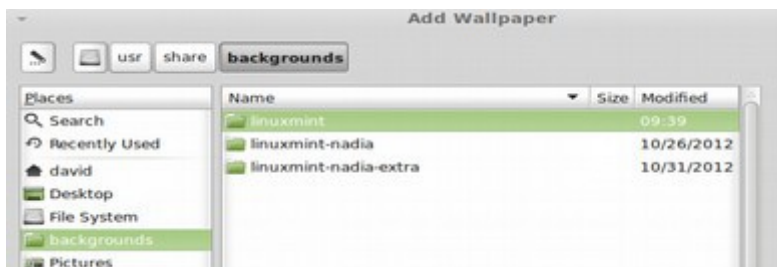 Add Wallpaper
usr share backgrounds
Places
Search
Recently Used
david
Desktop
File System
backgrounds
Pictures
Name Size Modified
linuxmint 09:39
linuxmint-nadia 10/26/2012
linuxmint-nadia-extra 10/31/2012